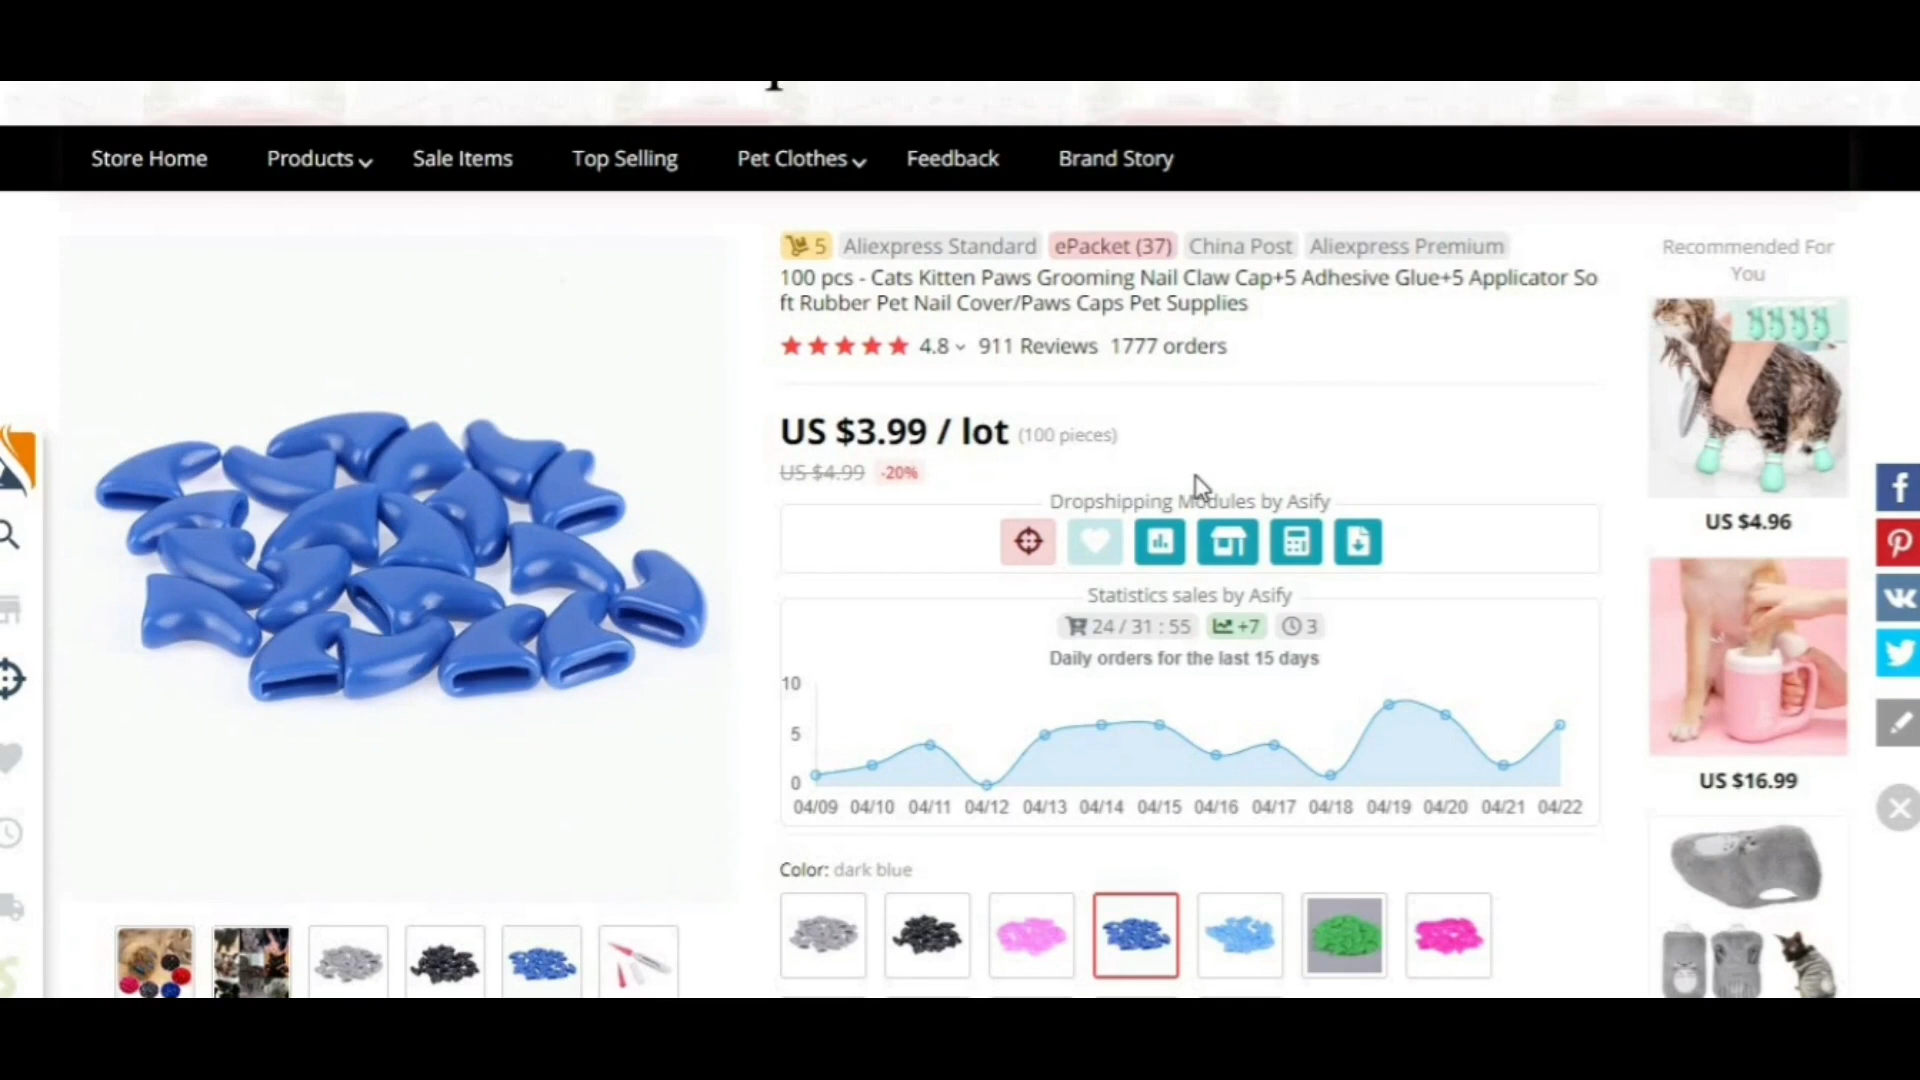 Store Home Products Sale Items Top Selling Pet Clothes Feedback Brand Story
5 Aliexpress Standard ePacket (37) China Post Aliexpress Premium
100 pcs - Cats Kitten Paws Grooming Nail Claw Cap+5 Adhesive Glue+5 Applicator So
ft Rubber Pet Nail Cover/Paws Caps Pet Supplies
4.8 911 Reviews 1777 orders
US $3.99 / lot (100 pieces)
US $4.99 -20%
Dropshipping Modules by Asify
Statistics sales by Asify
24 / 31 : 55 +7 3
Daily orders for the last 15 days
10
5
0
04/09 04/10 04/11 04/12 04/13 04/14 04/15 04/16 04/17 04/18 04/19 04/20 04/21 04/22
Color: dark blue
Recommended For
You
US $4.96
US $16.99